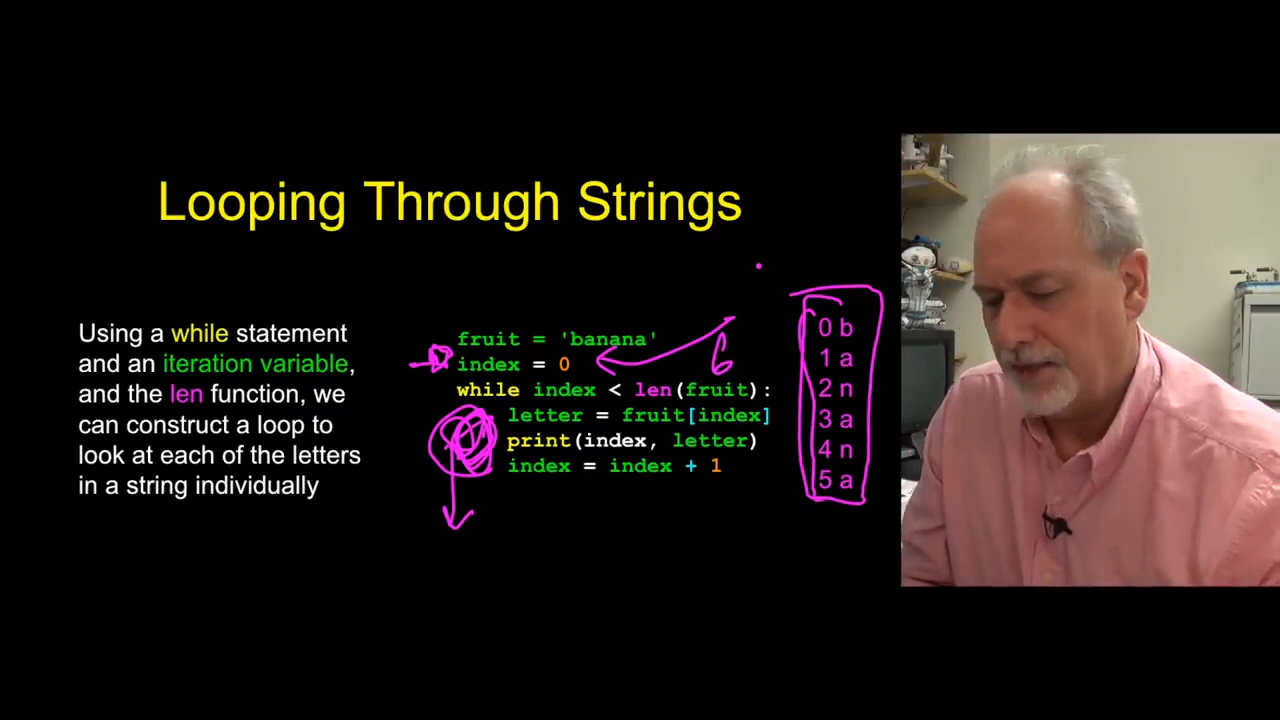 Looping Through Strings
Using a while statement
and an iteration variable,
and the len function, we
can construct a loop to
look at each of the letters
in a string individually
fruit = 'banana'
index = 0
while index < len(fruit):
    letter = fruit[index]
    print(index, letter)
    index = index + 1
6
0 b
1 a
2 n
3 a
4 n
5 a